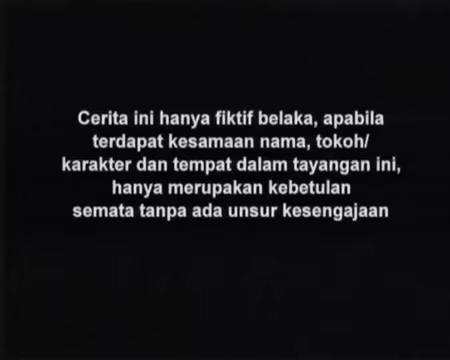 Cerita ini hanya fiktif belaka, apabila
terdapat kesamaan nama, tokoh/
karakter dan tempat dalam tayangan ini,
hanya merupakan kebetulan
semata tanpa ada unsur kesengajaan